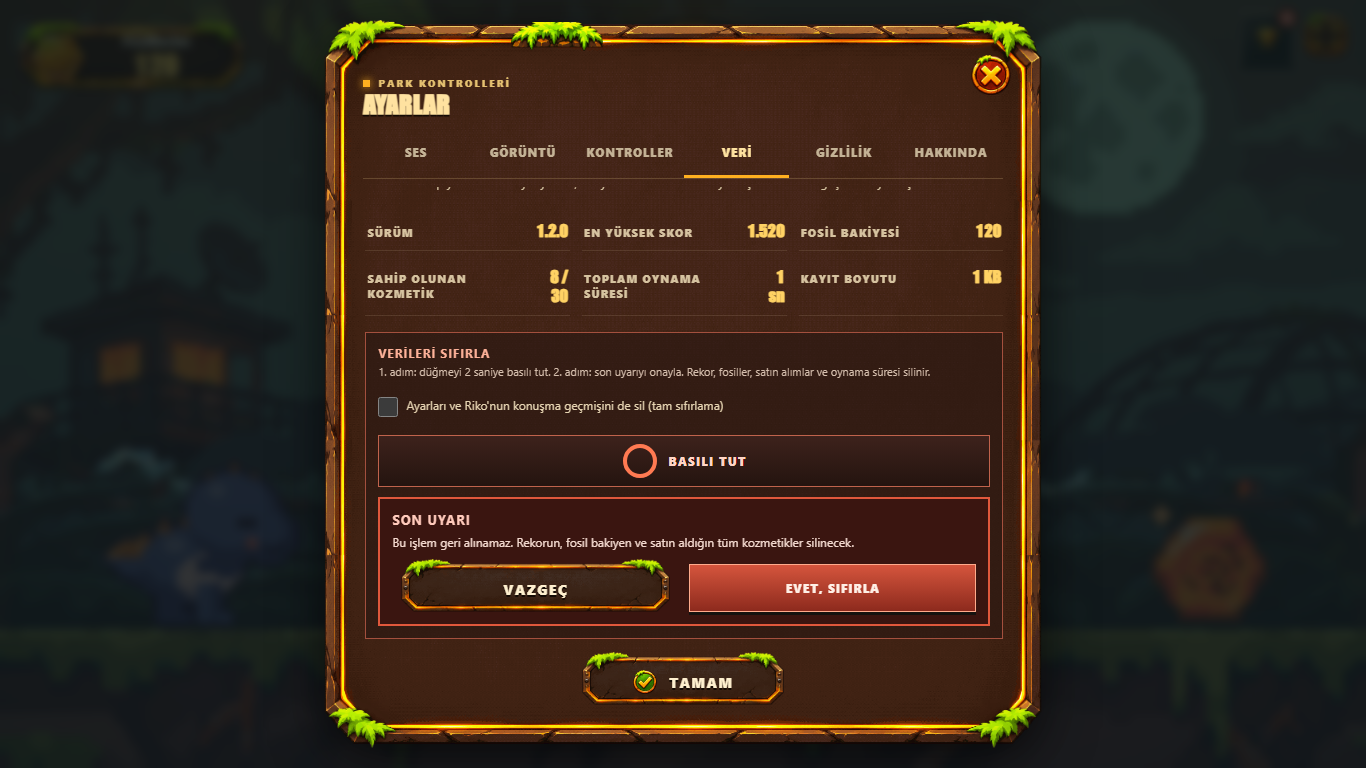 PARK KONTROLLERİ
AYARLAR
SES GÖRÜNTÜ KONTROLLER VERİ GİZLİLİK HAKKINDA
SÜRÜM 1.2.0 EN YÜKSEK SKOR 1.520 FOSİL BAKİYESİ 120
SAHİP OLUNAN KOZMETİK 8 / 30 TOPLAM OYNAMA SÜRESİ 1 sn KAYIT BOYUTU 1 KB
VERİLERİ SIFIRLA
1. adım: düğmeyi 2 saniye basılı tut. 2. adım: son uyarıyı onayla. Rekor, fosiller, satın alımlar ve oynama süresi silinir.
Ayarları ve Riko'nun konuşma geçmişini de sil (tam sıfırlama)
BASILI TUT
SON UYARI
Bu işlem geri alınamaz. Rekorun, fosil bakiyen ve satın aldığın tüm kozmetikler silinecek.
VAZGEÇ EVET, SIFIRLA
TAMAM